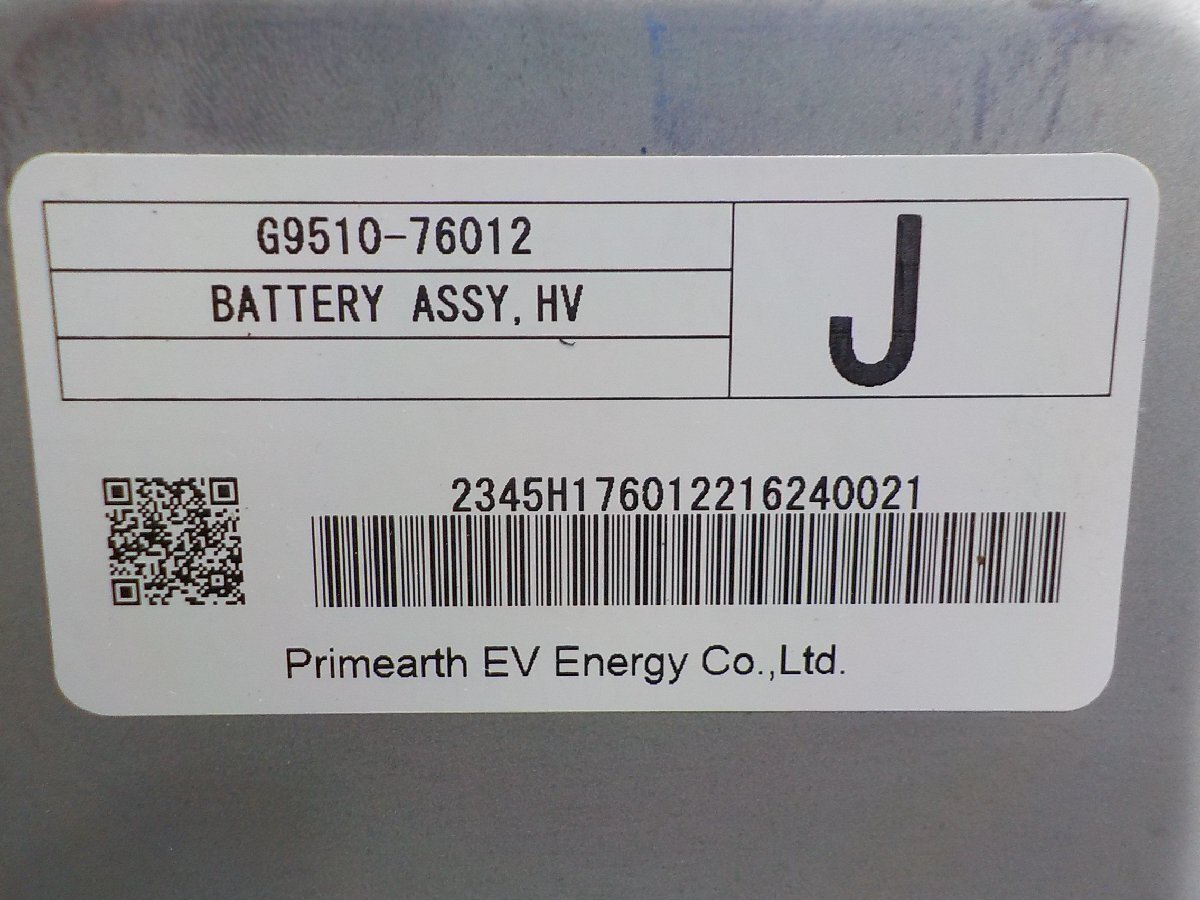 G9510-76012
BATTERY ASSY,HV
J
2345H176012216240021
Primearth EV Energy Co.,Ltd.